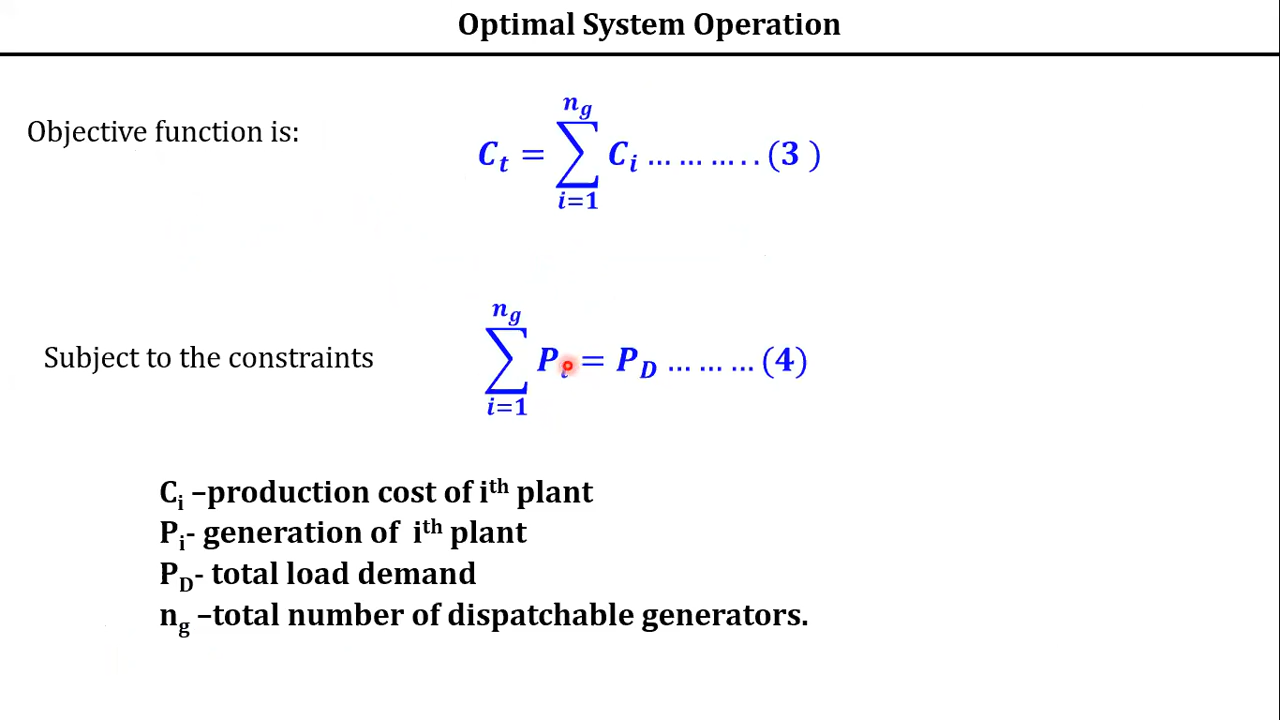 Optimal System Operation
Objective function is:
C_t = \sum_{i=1}^{n_g} C_i … … … . . (3 )
Subject to the constraints
\sum_{i=1}^{n_g} P_i = P_D … … … (4)
C_i –production cost of i^th plant
P_i- generation of i^th plant
P_D- total load demand
n_g –total number of dispatchable generators.